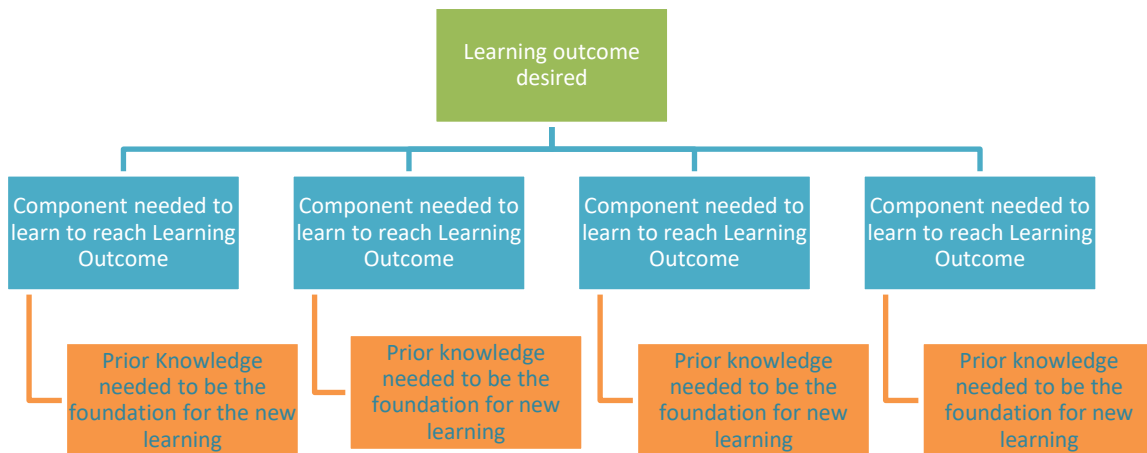 Learning outcome
desired
Component needed to
learn to reach Learning
Outcome
Component needed to
learn to reach Learning
Outcome
Component needed to
learn to reach Learning
Outcome
Component needed to
learn to reach Learning
Outcome
Prior Knowledge
needed to be the
foundation for the new
learning
Prior knowledge
needed to be the
foundation for new
learning
Prior knowledge
needed to be the
foundation for new
learning
Prior knowledge
needed to be the
foundation for new
learning